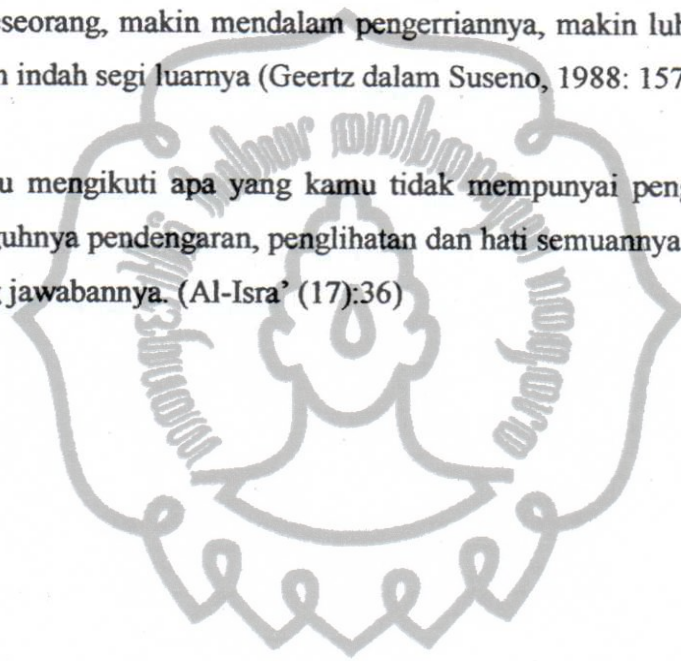 seorang, makin mendalam pengerriannya, makin luh
indah segi luarnya (Geertz dalam Suseno, 1988: 157
mengikuti apa yang kamu tidak mempunyai peng
guhnya pendengaran, penglihatan dan hati semuannya
jawabannya. (Al-Isra’ (17):36)